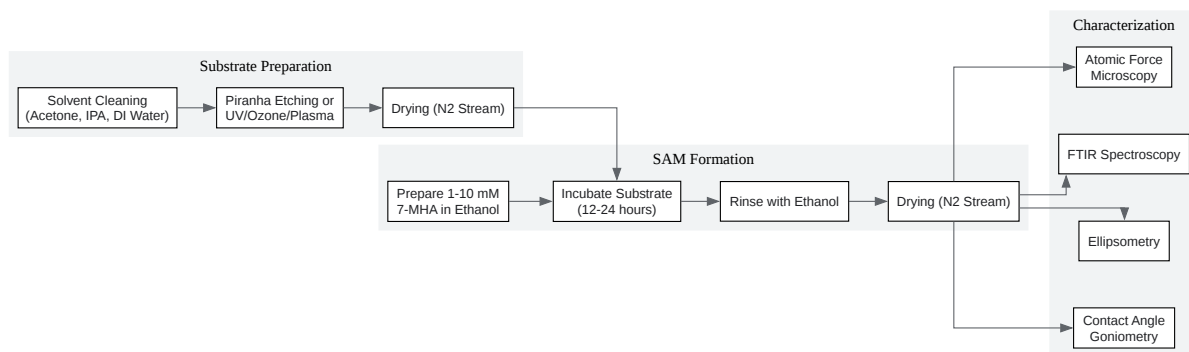 Characterization
Substrate Preparation
Atomic Force
Microscopy
Solvent Cleaning
(Acetone, IPA, DI Water)
Piranha Etching or
UV/Ozone/Plasma
Drying (N2 Stream)
FTIR Spectroscopy
SAM Formation
Prepare 1-10 mM
7-MHA in Ethanol
Incubate Substrate
(12-24 hours)
Rinse with Ethanol
Drying (N2 Stream)
Ellipsometry
Contact Angle
Goniometry